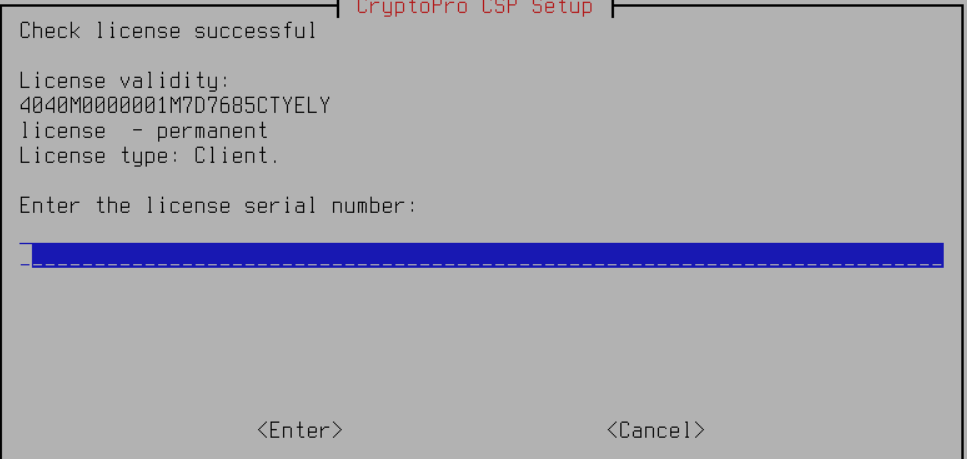 CryptoPro CSP Setup
Check license successful
License validity:
4040M0000001M7D7685CTYELY
license - permanent
License type: Client.
Enter the license serial number:
<Enter> <Cancel>